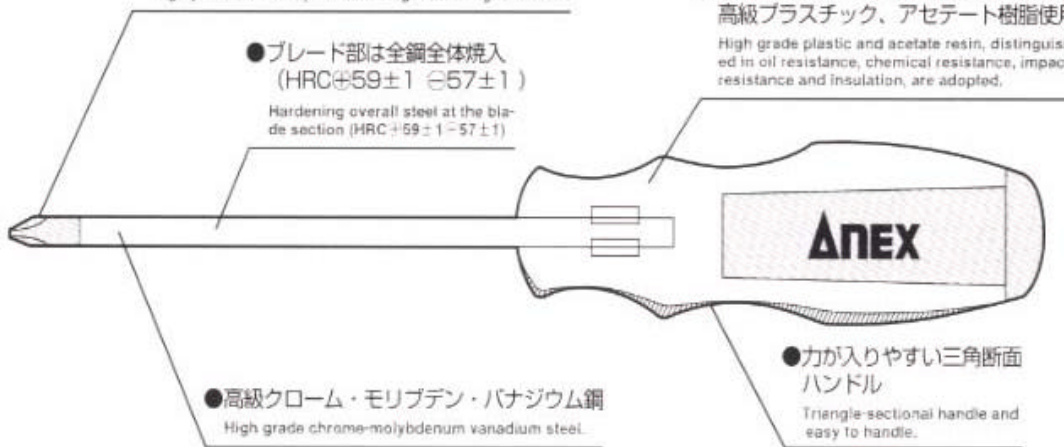 高級プラスチック、アセテート樹脂使
High grade plastic and acetate resin, distinguis
ed in oil resistance, chemical resistance, impac
resistance and insulation, are adopted.
●ブレード部は全鋼全体焼入
(HRC⊕59±1 ⊖57±1)
Hardening overall steel at the bla-
de section (HRC⊕59±1⊖57±1)
ANEX
●力が入りやすい三角断面
ハンドル
Triangle-sectional handle and
easy to handle.
●高級クローム・モリブデン・バナジウム鋼
High grade chrome-molybdenum vanadium steel.